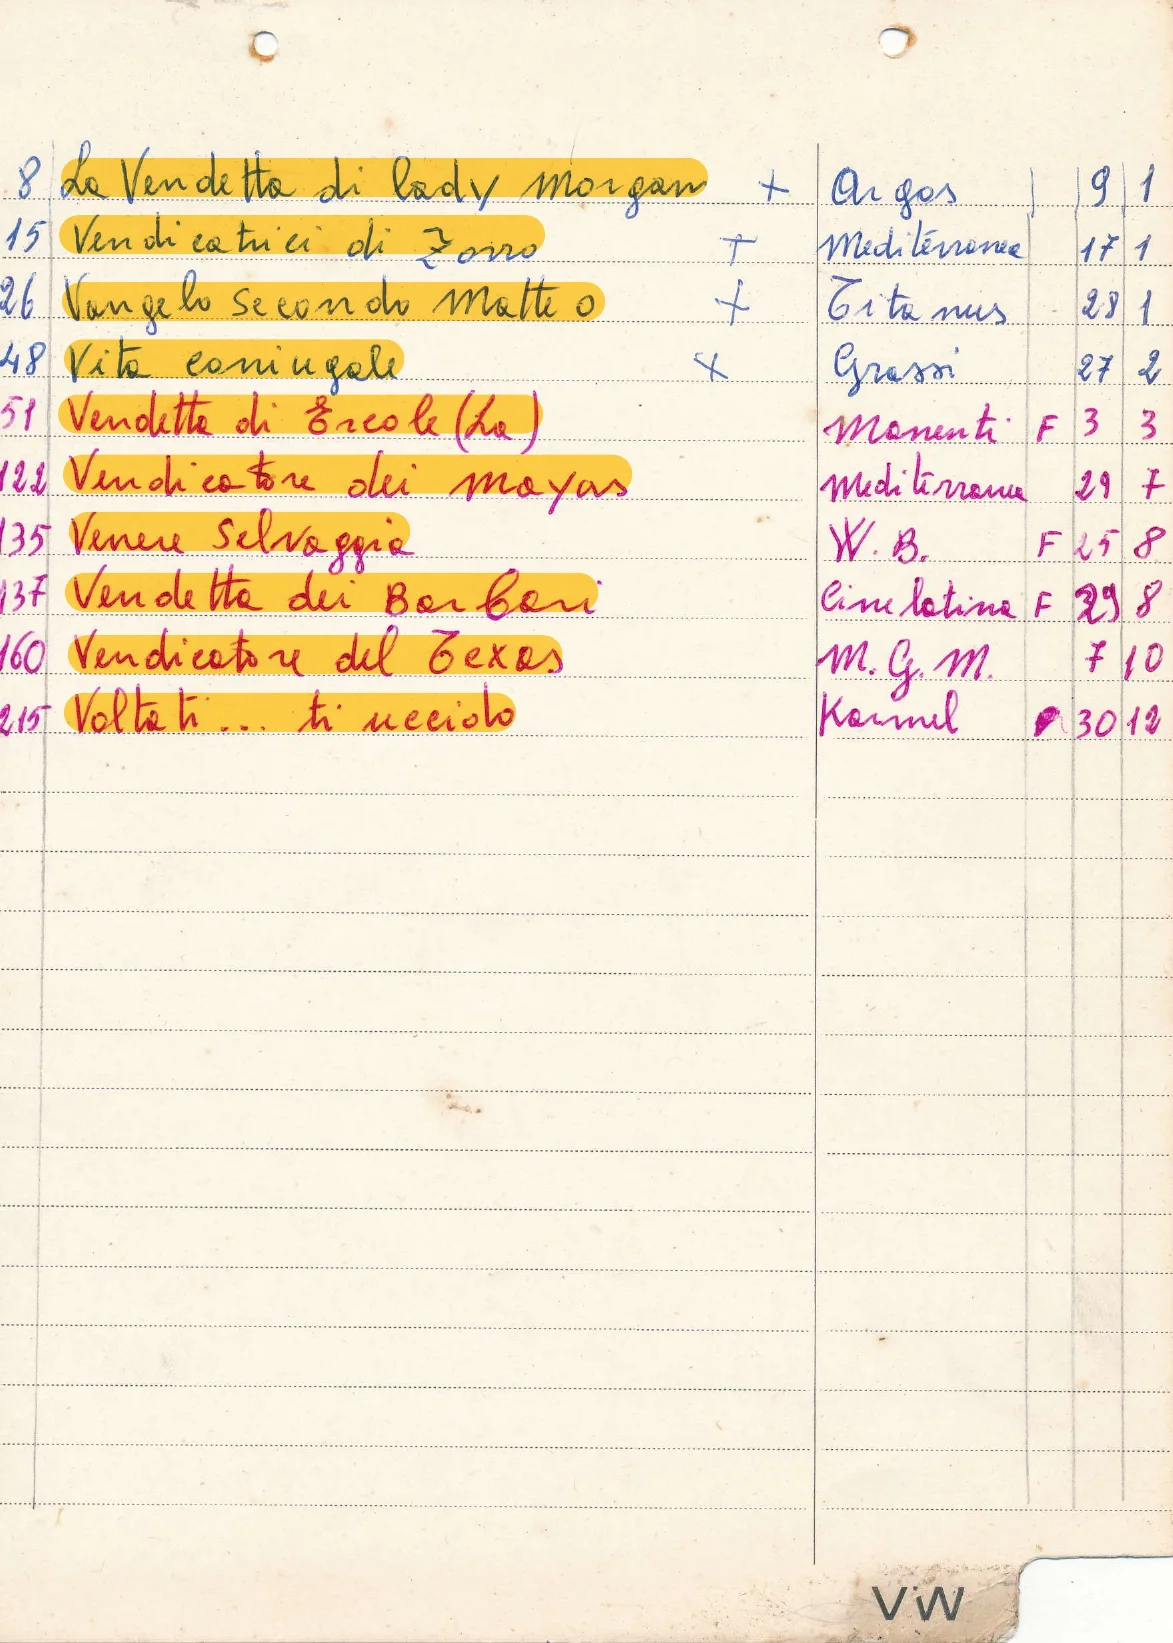 8 La Vendetta di lady Morgan + Argos 9 1
15 Vendicatrici di Zorro + Mediterranea 17 1
26 Vangelo secondo Matteo + Titanus 28 1
48 Vita coniugale + Grassi 27 2
51 Vendetta di Ercole (La) Manenti F 3 3
122 Vendicatore dei Mayas Mediterranea 29 7
135 Venere Selvaggia W. B. F 25 8
137 Vendetta dei Barbari Cinelatina F 29 8
160 Vendicatore del Texas M. G. M. 7 10
215 Voltati... ti uccido Karmel 30 12
ViW